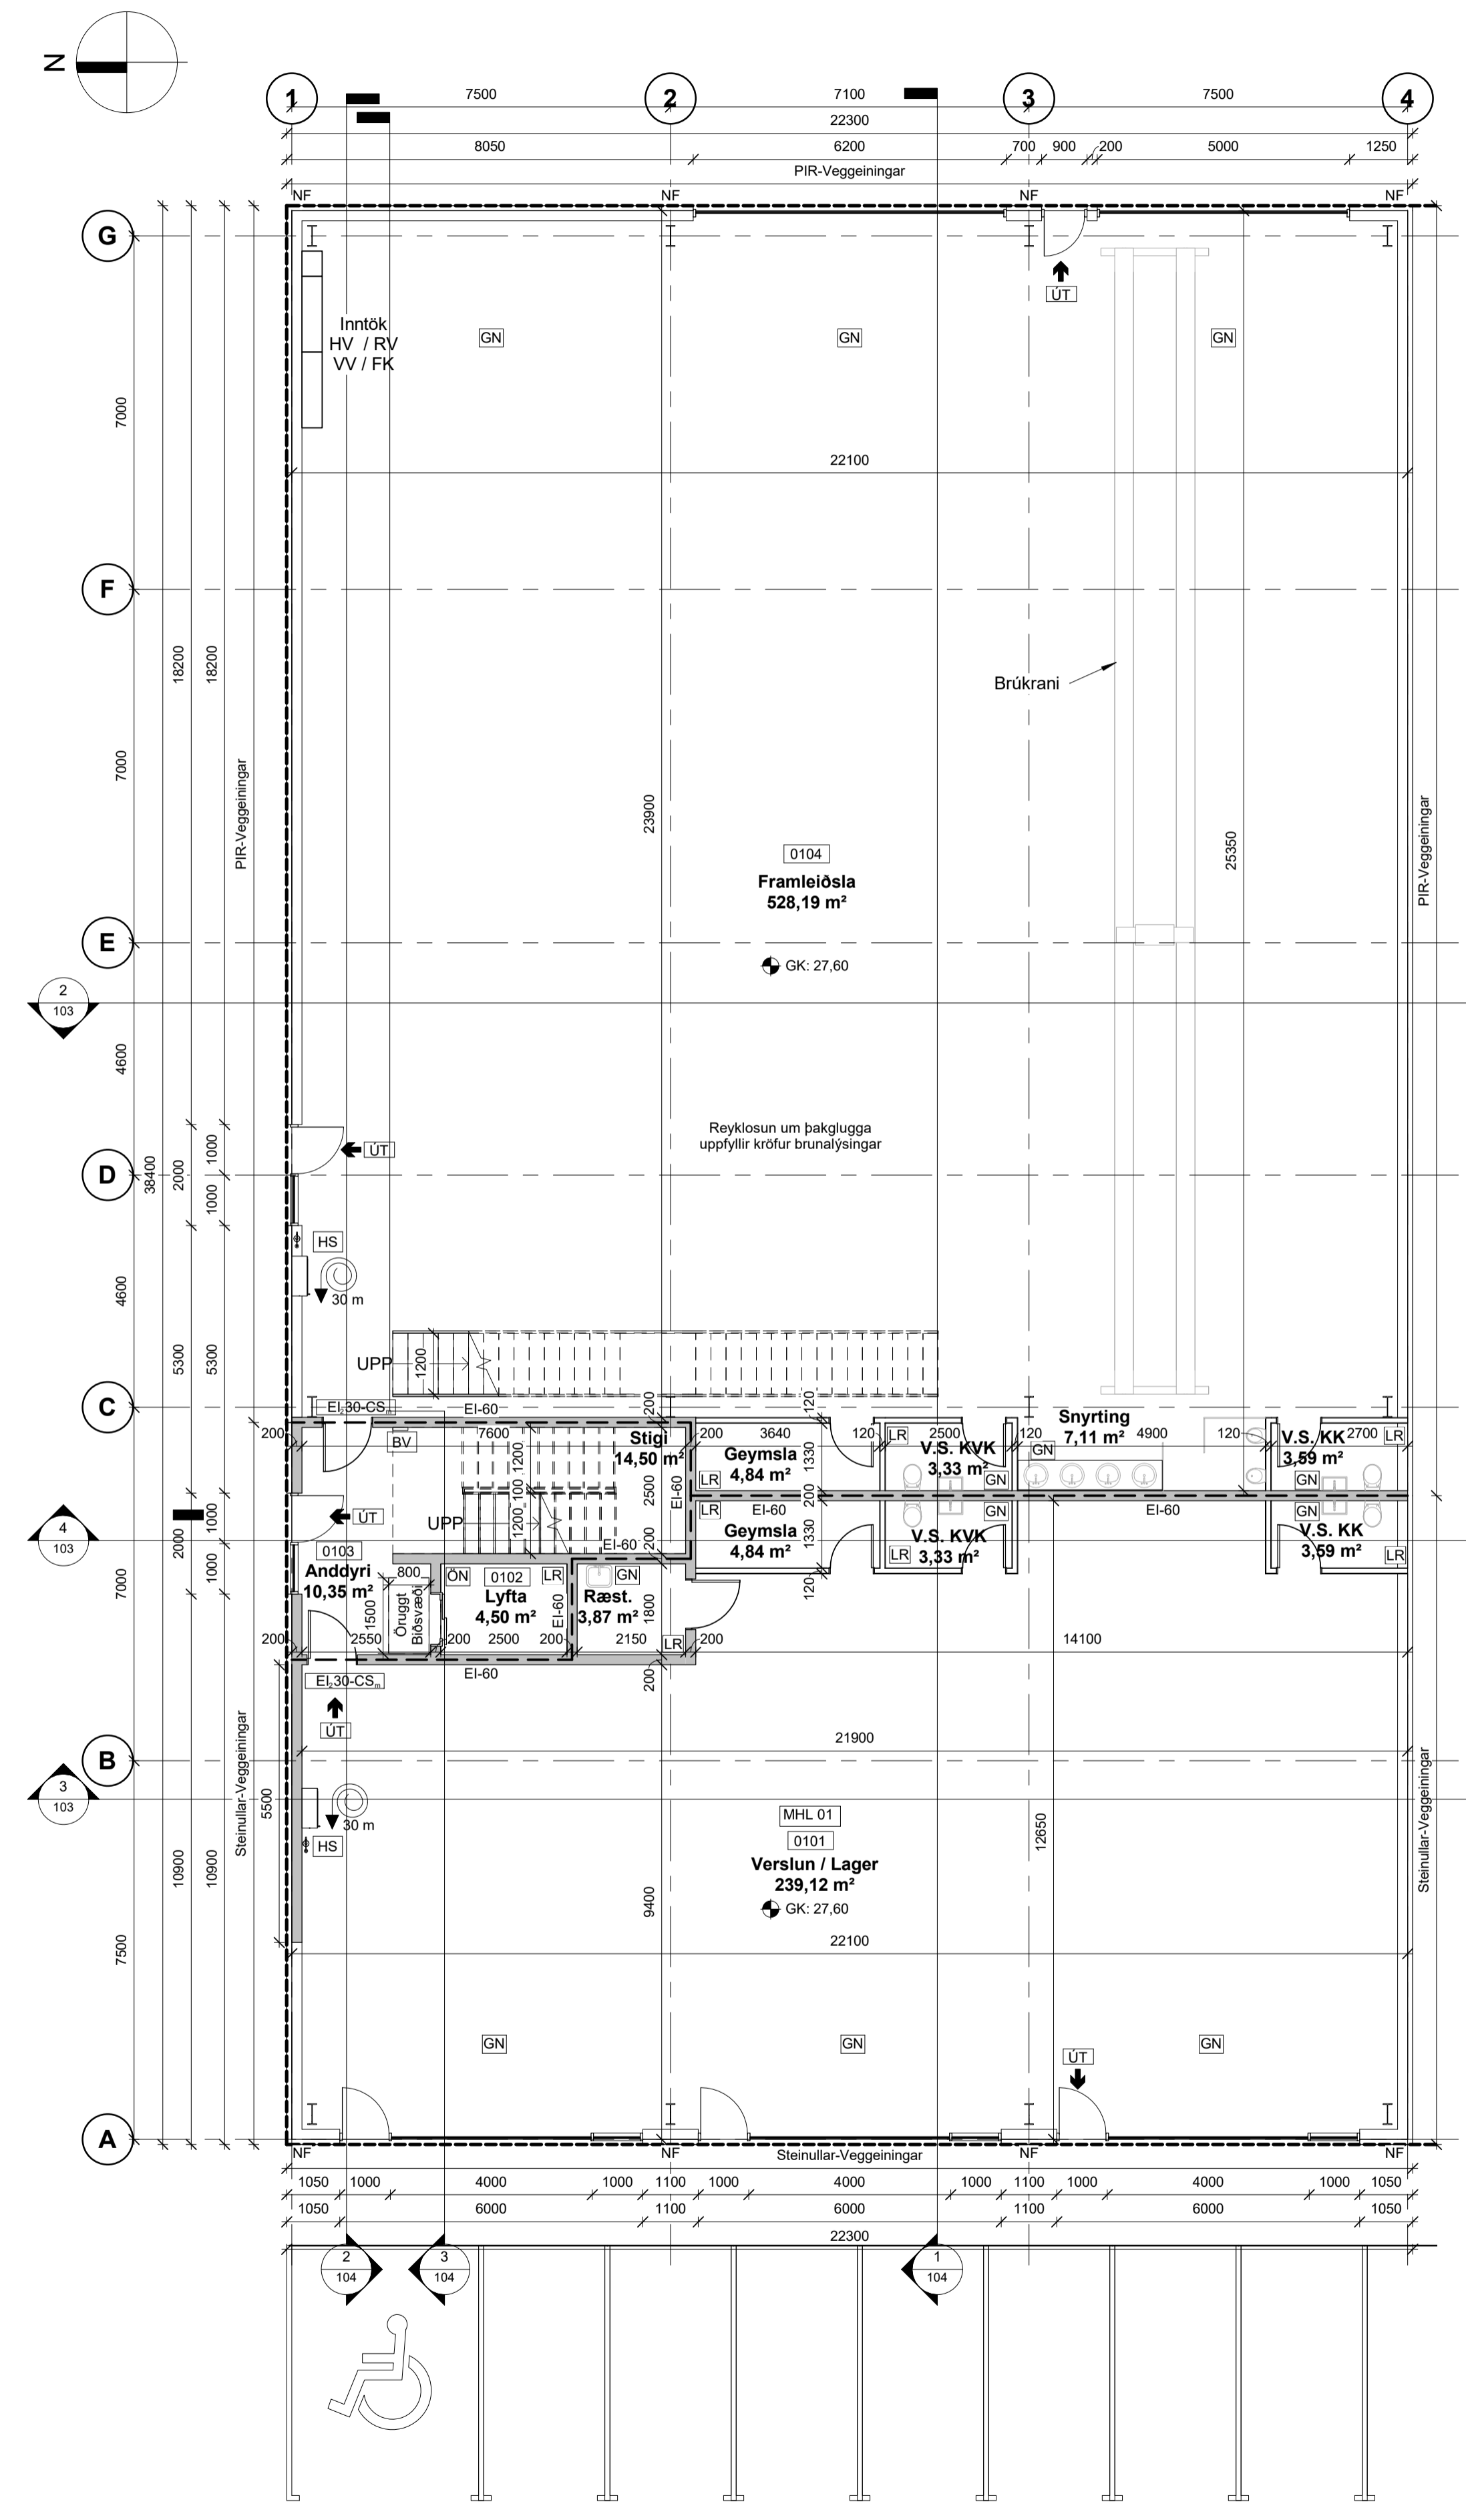 N
1
2
3
4
7500
7100
7500
22300
8050
6200
700
900
200
5000
1250
PIR-Veggeiningar
NF
NF
NF
NF
G
ÚT
Inntök
HV / RV
VV / FK
GN
GN
GN
7000
22100
F
18200
18200
Brúkrani
7000
PIR-Veggeiningar
23900
25350
PIR-Veggeiningar
0104
Framleiðsla
528,19 m²
E
GK: 27,60
2
103
4600
Reyklosun um þakglugga
uppfyllir kröfur brunalýsingar
1000
ÚT
D
38400
2000
1000
HS
30 m
4600
5300
5300
UPP
1200
C
EI₂30-CSₘ
EI-60
200
120
200
BV
7600
1200
Stigi
14,50 m²
200
3640
Geymsla
4,84 m²
LR
1330
120
LR
2500
V.S. KVK
3,33 m²
GN
120
GN
Snyrting
7,11 m²
4900
120
V.S. KK
3,59 m²
2700
LR
GN
100
2500
EI-60
200
EI-60
EI-60
1000
ÚT
UPP
1200
LR
Geymsla
4,84 m²
1330
GN
V.S. KVK
3,33 m²
LR
GN
V.S. KK
3,59 m²
LR
4
103
2000
0103
Anddyri
10,35 m²
EI-60
200
1000
7000
800
ÖN
0102
LR
Lyfta
4,50 m²
GN
Ræst.
3,87 m²
120
1500
Öruggt
Biðsvæði
EI-60
1800
200
2550
200
2500
200
2150
LR
200
14100
EI-60
200
EI₂30-CSₘ
ÚT
21900
B
3
103
5500
Steinullar-Veggeiningar
Steinullar-Veggeiningar
30 m
HS
MHL 01
0101
Verslun / Lager
239,12 m²
12650
10900
10900
9400
GK: 27,60
22100
7500
GN
GN
GN
ÚT
A
NF
NF
NF
NF
Steinullar-Veggeiningar
1050
1000
4000
1000
1100
1000
4000
1000
1100
1000
4000
1000
1050
1050
6000
1100
6000
1100
6000
1050
22300
2
104
3
104
1
104